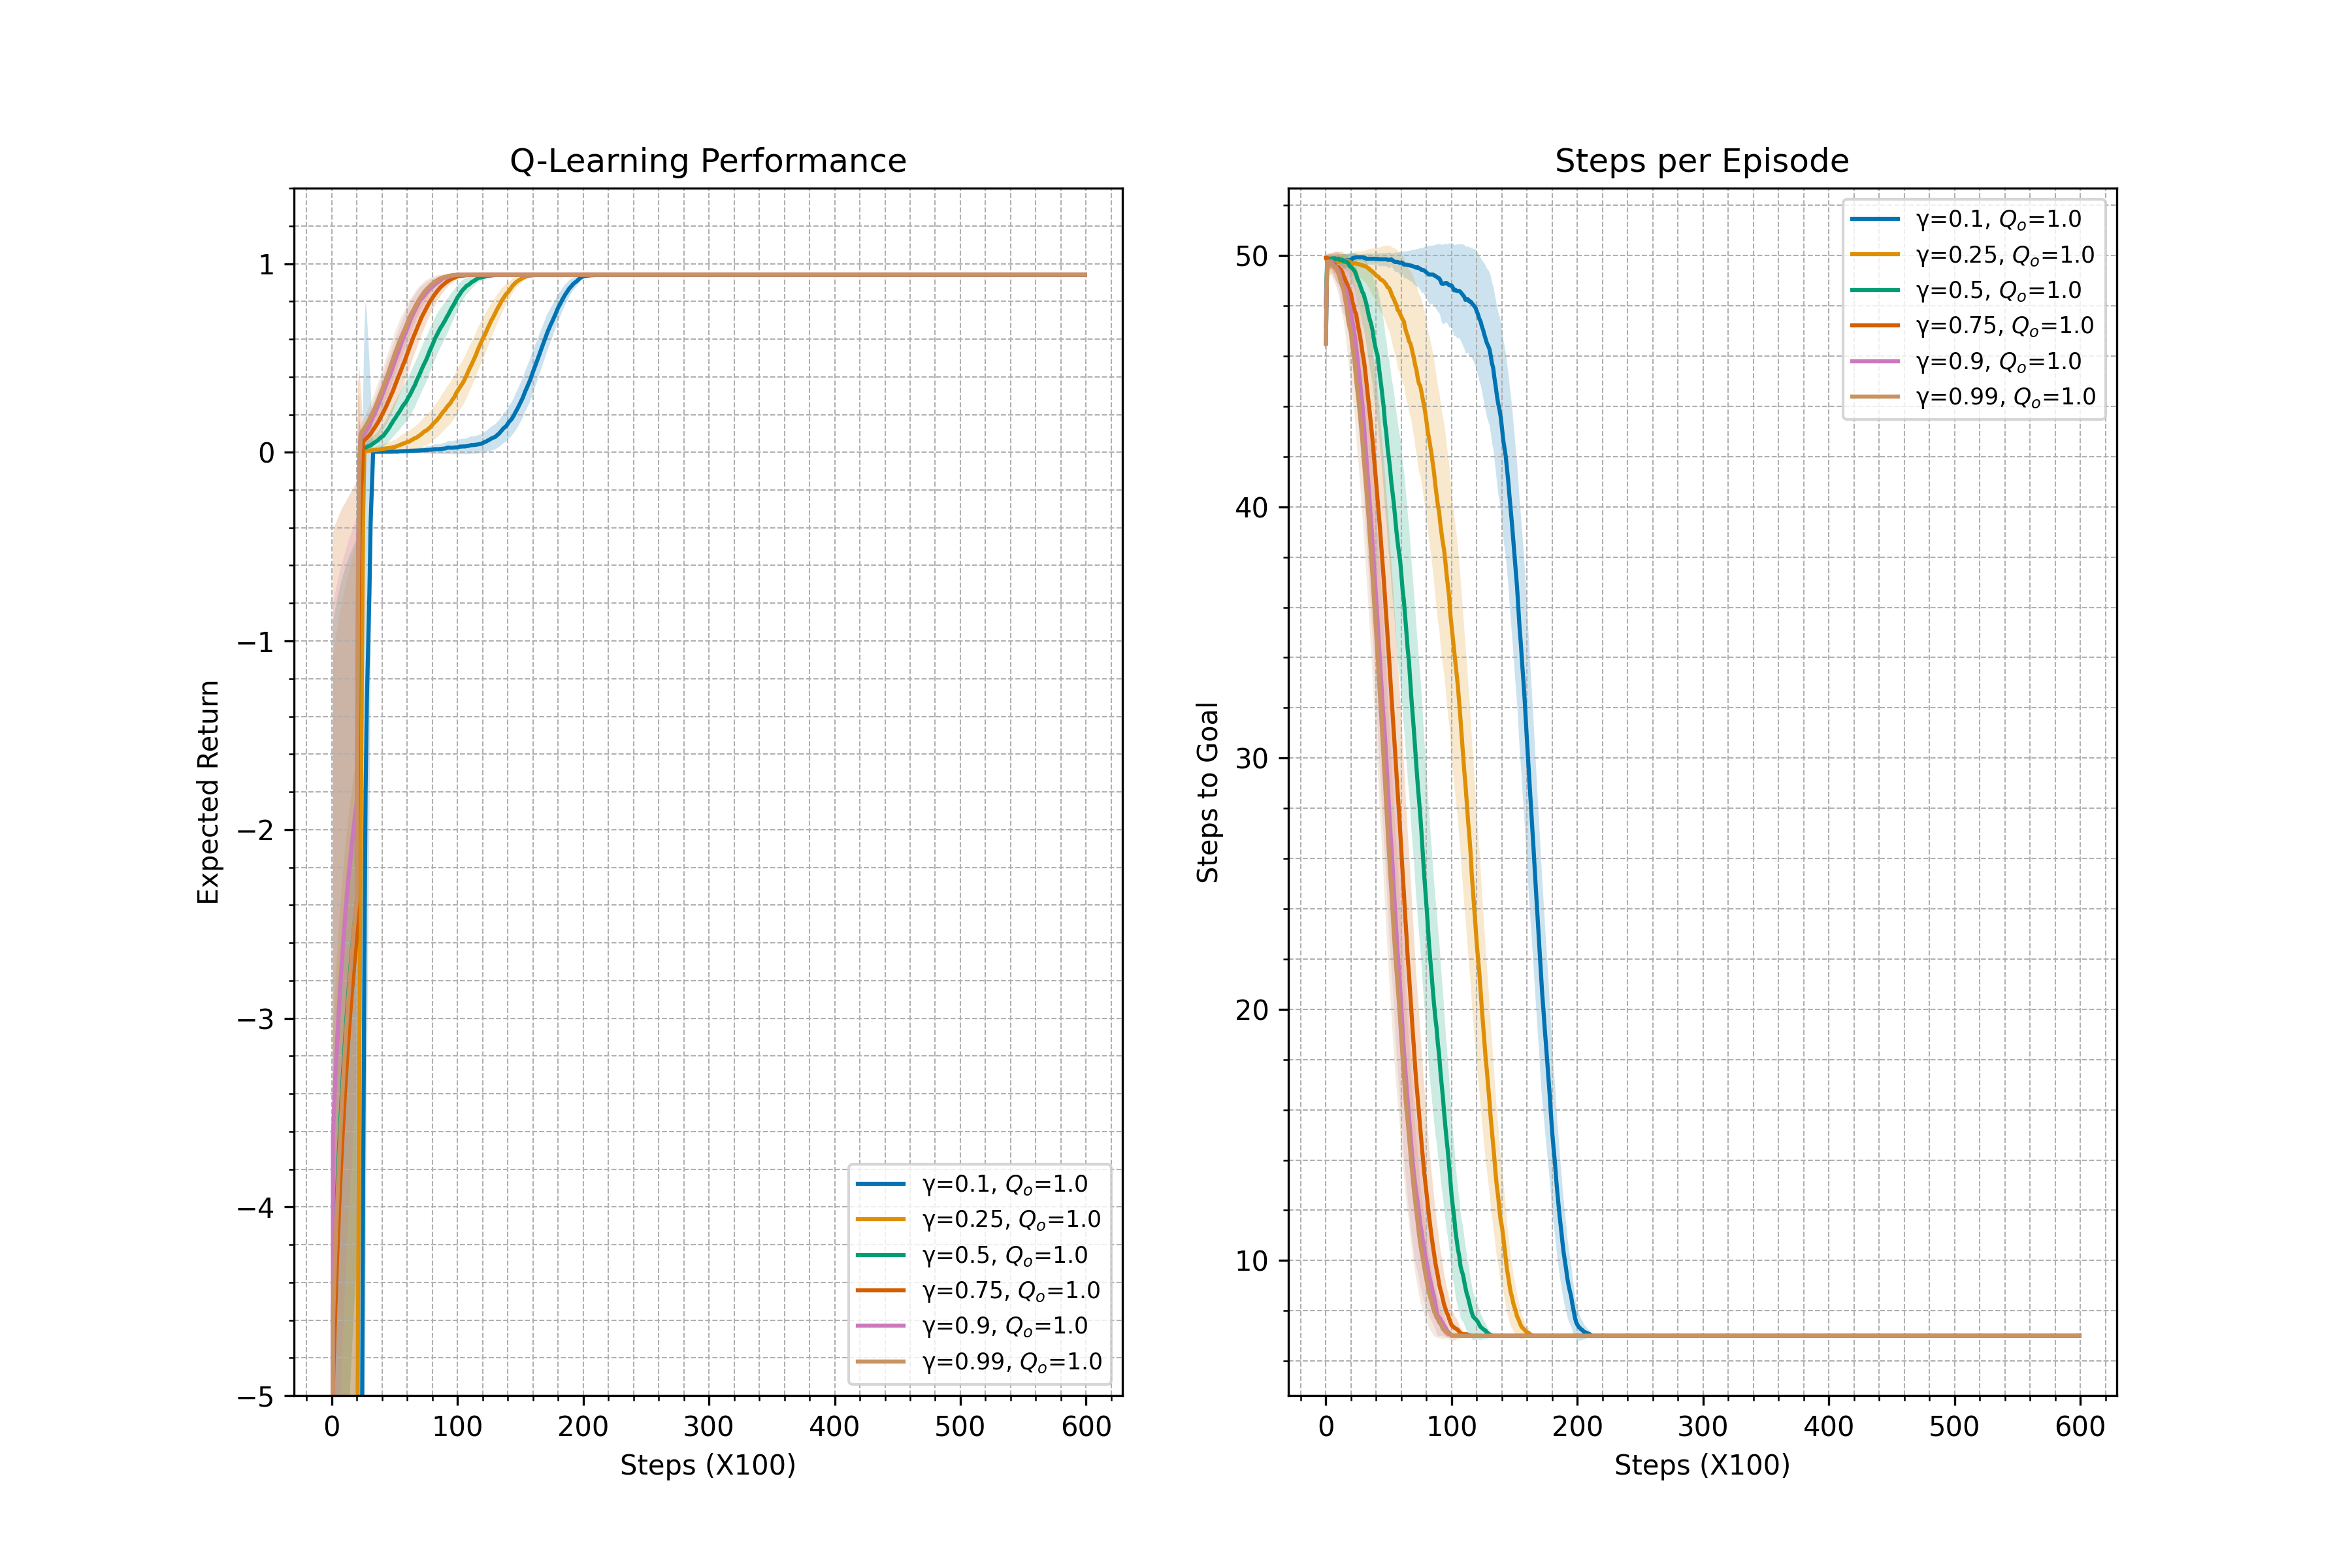 Q-Learning Performance
Expected Return
1
0
−1
−2
−3
−4
−5
0 100 200 300 400 500 600
Steps (X100)
γ=0.1, Qₒ=1.0
γ=0.25, Qₒ=1.0
γ=0.5, Qₒ=1.0
γ=0.75, Qₒ=1.0
γ=0.9, Qₒ=1.0
γ=0.99, Qₒ=1.0
Steps per Episode
Steps to Goal
50
40
30
20
10
0 100 200 300 400 500 600
Steps (X100)
γ=0.1, Qₒ=1.0
γ=0.25, Qₒ=1.0
γ=0.5, Qₒ=1.0
γ=0.75, Qₒ=1.0
γ=0.9, Qₒ=1.0
γ=0.99, Qₒ=1.0